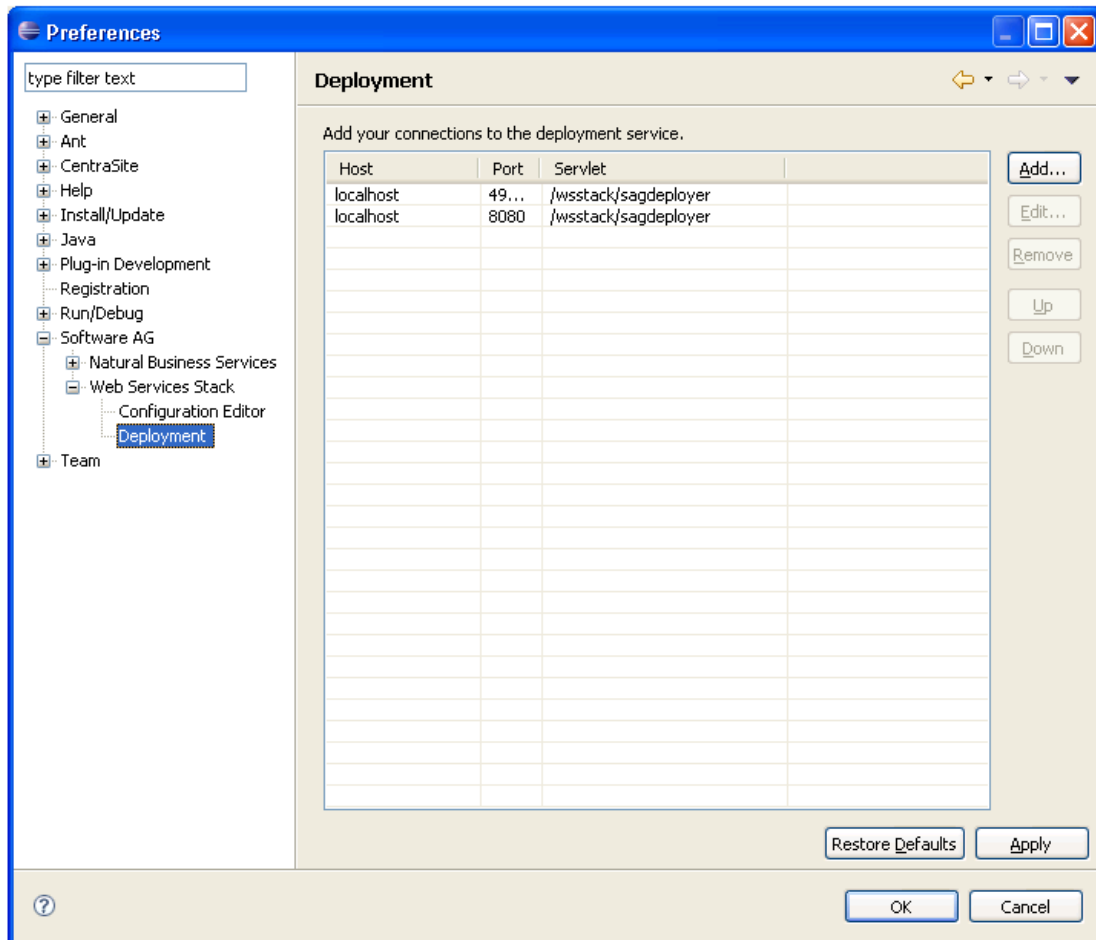 Preferences
type filter text
General
Ant
CentraSite
Help
Install/Update
Java
Plug-in Development
Registration
Run/Debug
Software AG
Natural Business Services
Web Services Stack
Configuration Editor
Deployment
Team
Deployment
Add your connections to the deployment service.
Host Port Servlet
localhost 49... /wsstack/sagdeployer
localhost 8080 /wsstack/sagdeployer
Add...
Edit...
Remove
Up
Down
Restore Defaults Apply
OK Cancel